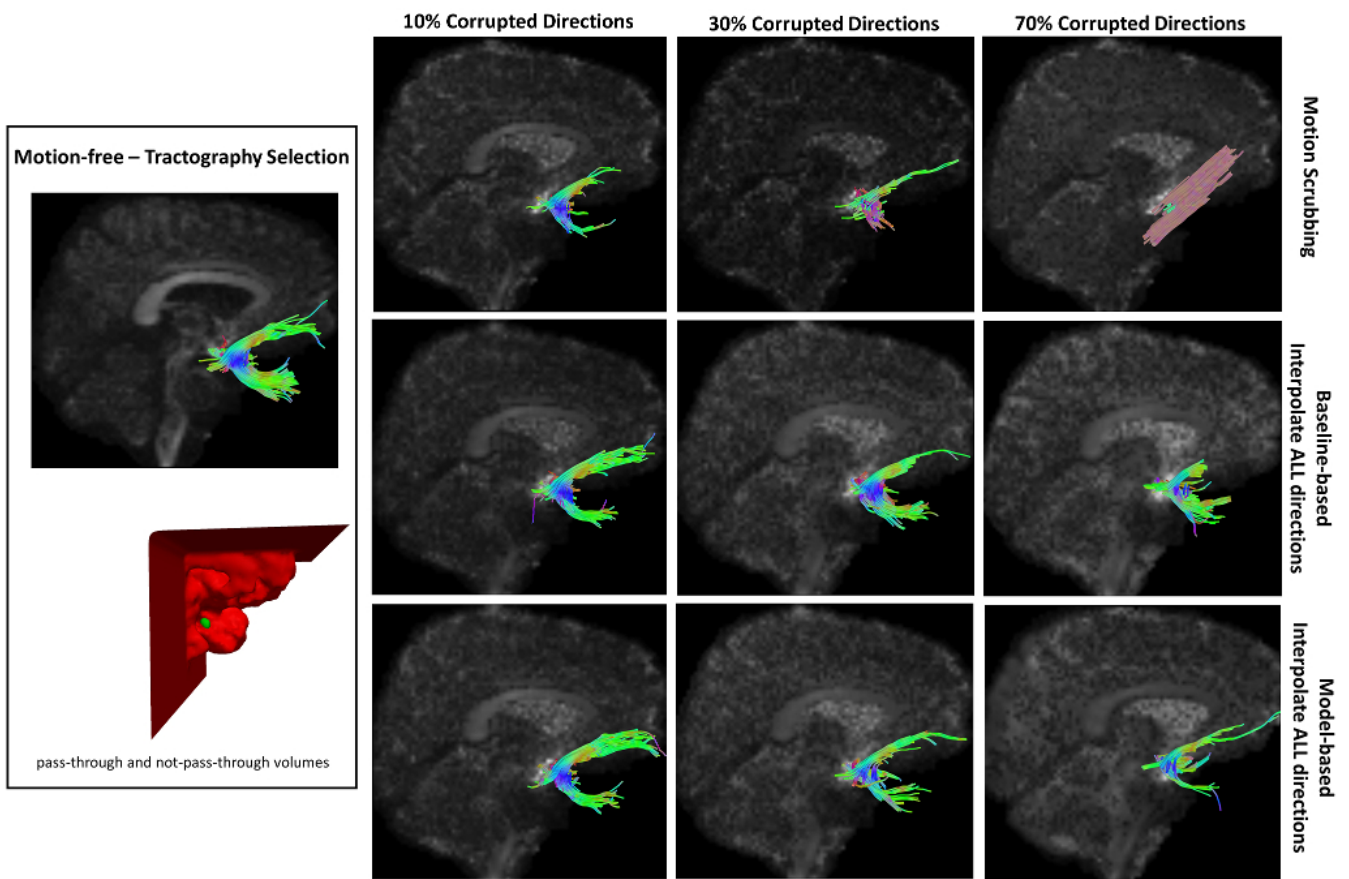 10% Corrupted Directions
30% Corrupted Directions
70% Corrupted Directions
Motion-free – Tractography Selection
pass-through and not-pass-through volumes
Motion Scrubbing
Baseline-based
Interpolate ALL directions
Model-based
Interpolate ALL directions